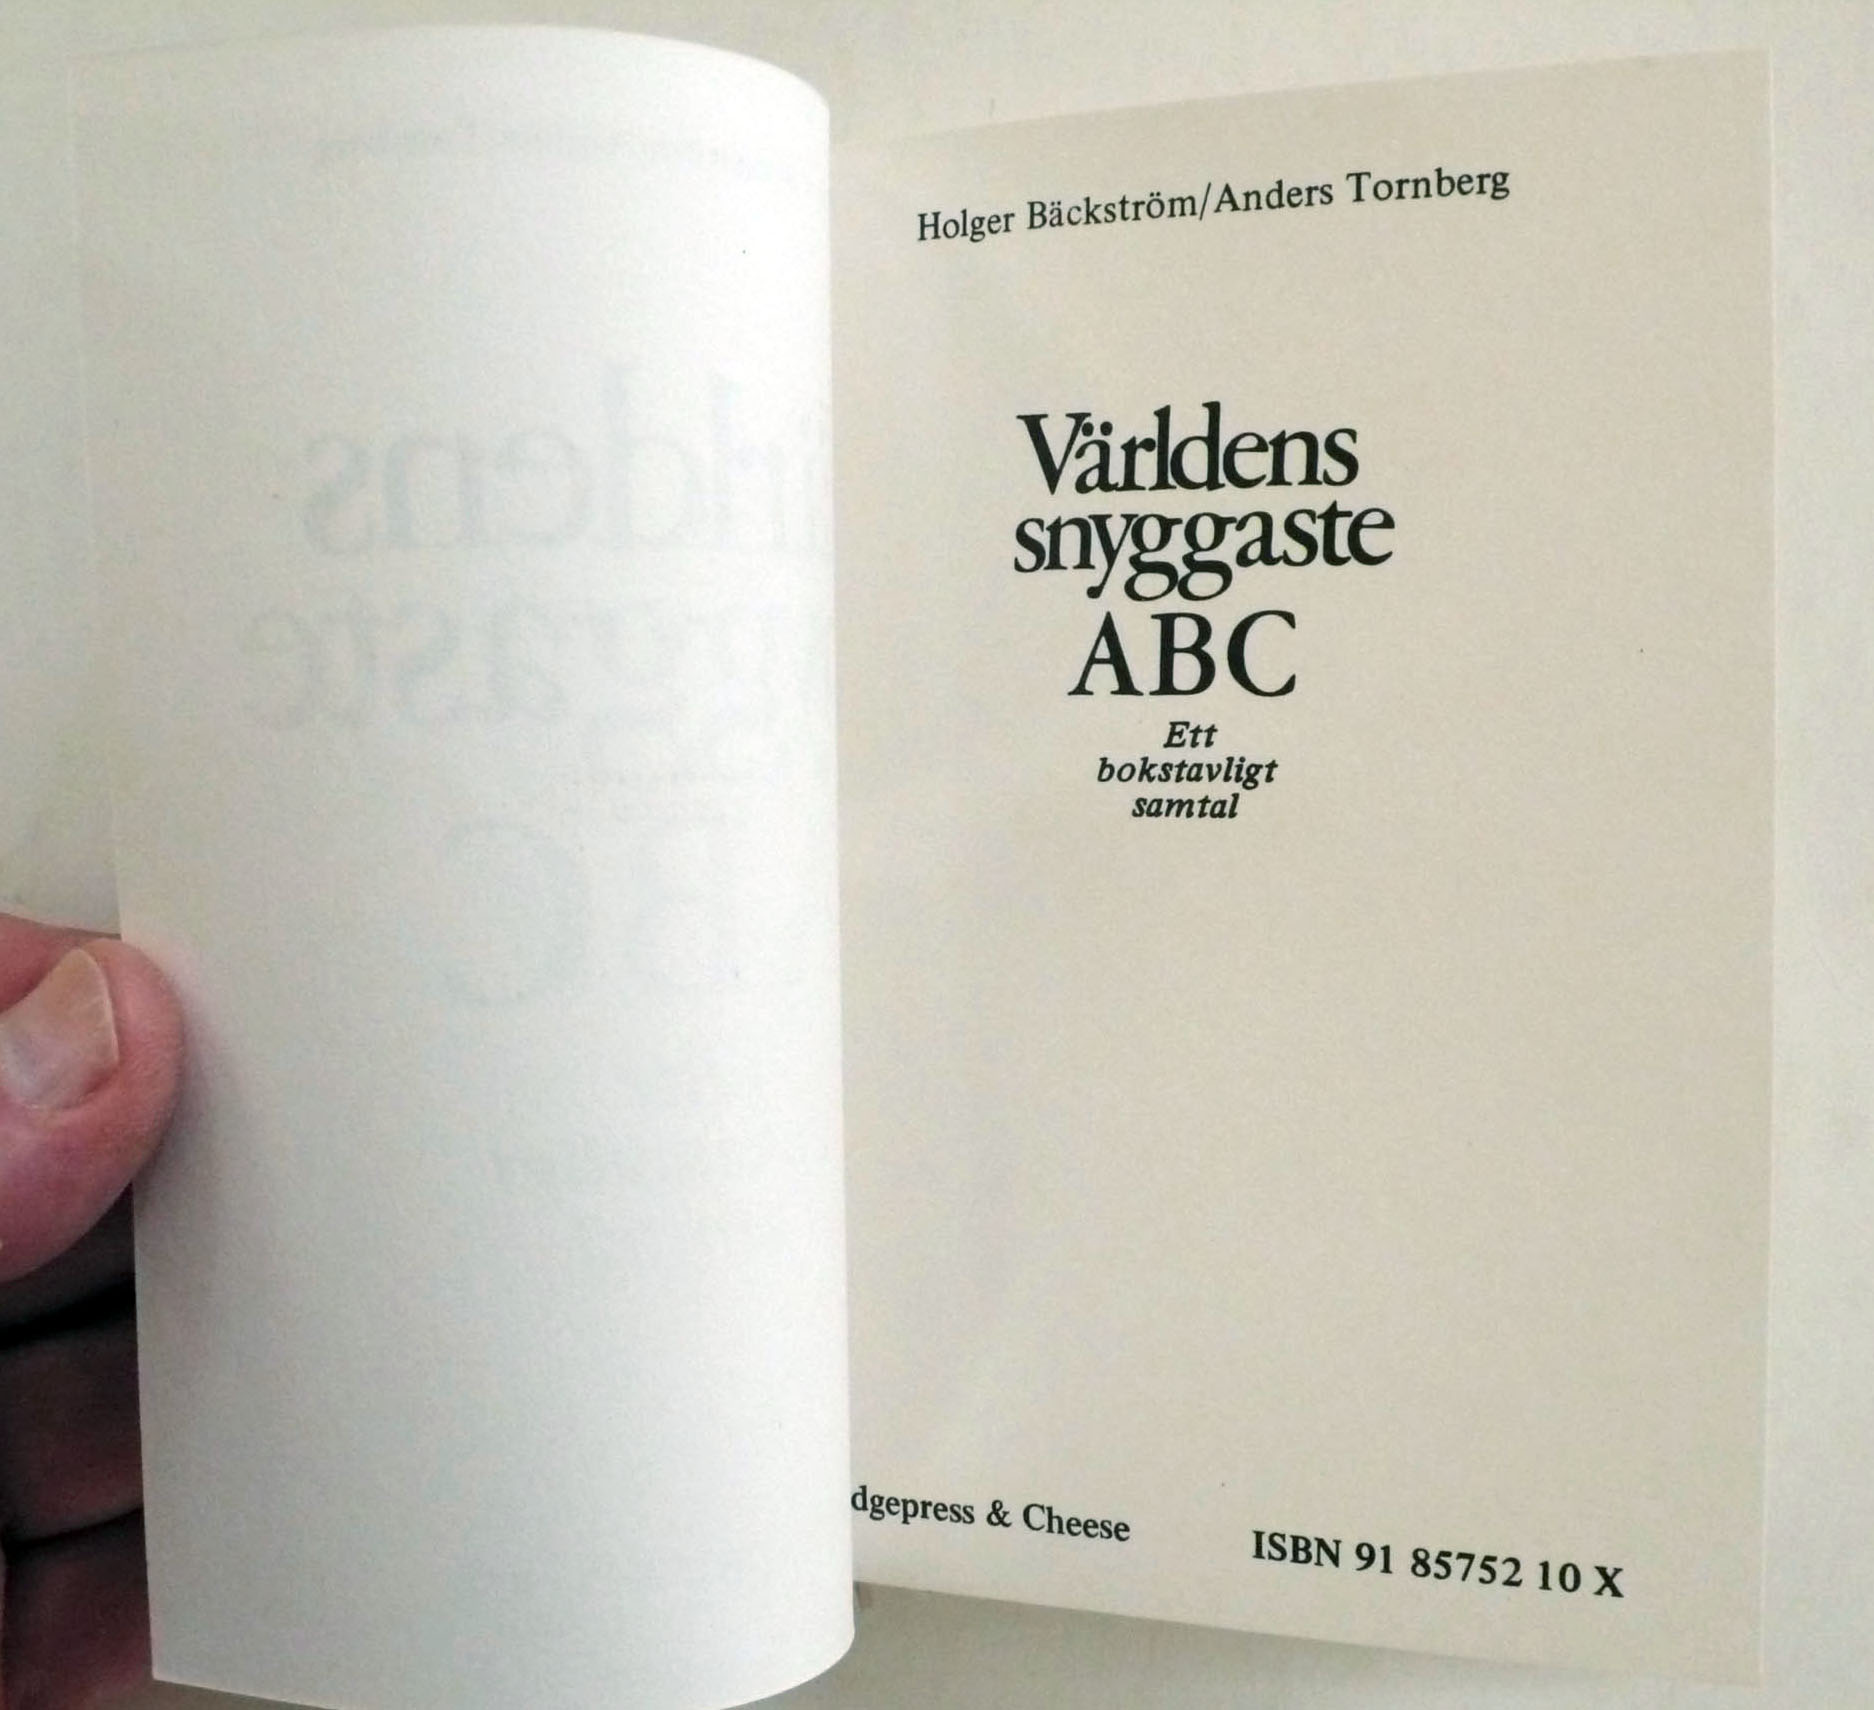 Holger Bäckström/Anders Tornberg
Världens
snyggaste
ABC
Ett
bokstavligt
samtal
dgepress & Cheese
ISBN 91 85752 10 X